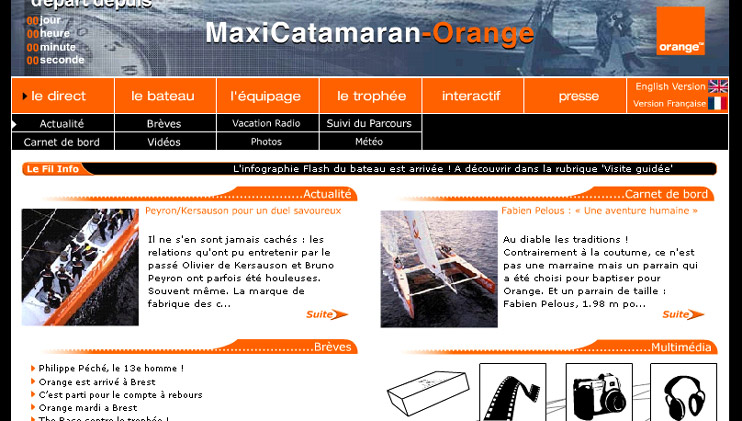 départ depuis
00 jour
00 heure
00 minute
00 seconde
MaxiCatamaran-Orange
orange™
le direct
le bateau
l'équipage
le trophée
interactif
presse
English Version
Version Française
Actualité
Brèves
Vacation Radio
Suivi du Parcours
Carnet de bord
Vidéos
Photos
Météo
Le Fil Info
L'infographie Flash du bateau est arrivée ! A découvrir dans la rubrique 'Visite guidée'
Actualité
Peyron/Kersauson pour un duel savoureux
Il ne s'en sont jamais cachés : les
relations qu'ont pu entretenir par le
passé Olivier de Kersauson et Bruno
Peyron ont parfois été houleuses.
Souvent même. La marque de
fabrique des c...
Suite
Carnet de bord
Fabien Pelous : « Une aventure humaine »
Au diable les traditions !
Contrairement à la coutume, ce n'est
pas une marraine mais un parrain qui
a été choisi pour baptiser pour
Orange. Et un parrain de taille :
Fabien Pelous, 1.98 m po...
Suite
Brèves
Philippe Péché, le 13e homme !
Orange est arrivé à Brest
C'est parti pour le compte à rebours
Orange mardi a Brest
The Race contre le trophée !
Multimédia